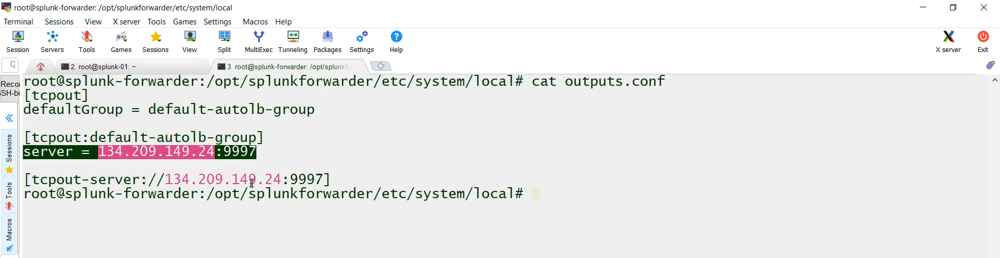 root@splunk-forwarder: /opt/splunkforwarder/etc/system/local
Terminal Sessions View X server Tools Games Settings Macros Help
Session Servers Tools Games Sessions View Split MultiExec Tunneling Packages Settings Help X server Exit
2. root@splunk-01: ~ 3. root@splunk-forwarder: /opt/splunkf
root@splunk-forwarder:/opt/splunkforwarder/etc/system/local# cat outputs.conf
[tcpout]
defaultGroup = default-autolb-group
[tcpout:default-autolb-group]
server = 134.209.149.24:9997
[tcpout-server://134.209.149.24:9997]
root@splunk-forwarder:/opt/splunkforwarder/etc/system/local#
Sessions
Tools
Macros